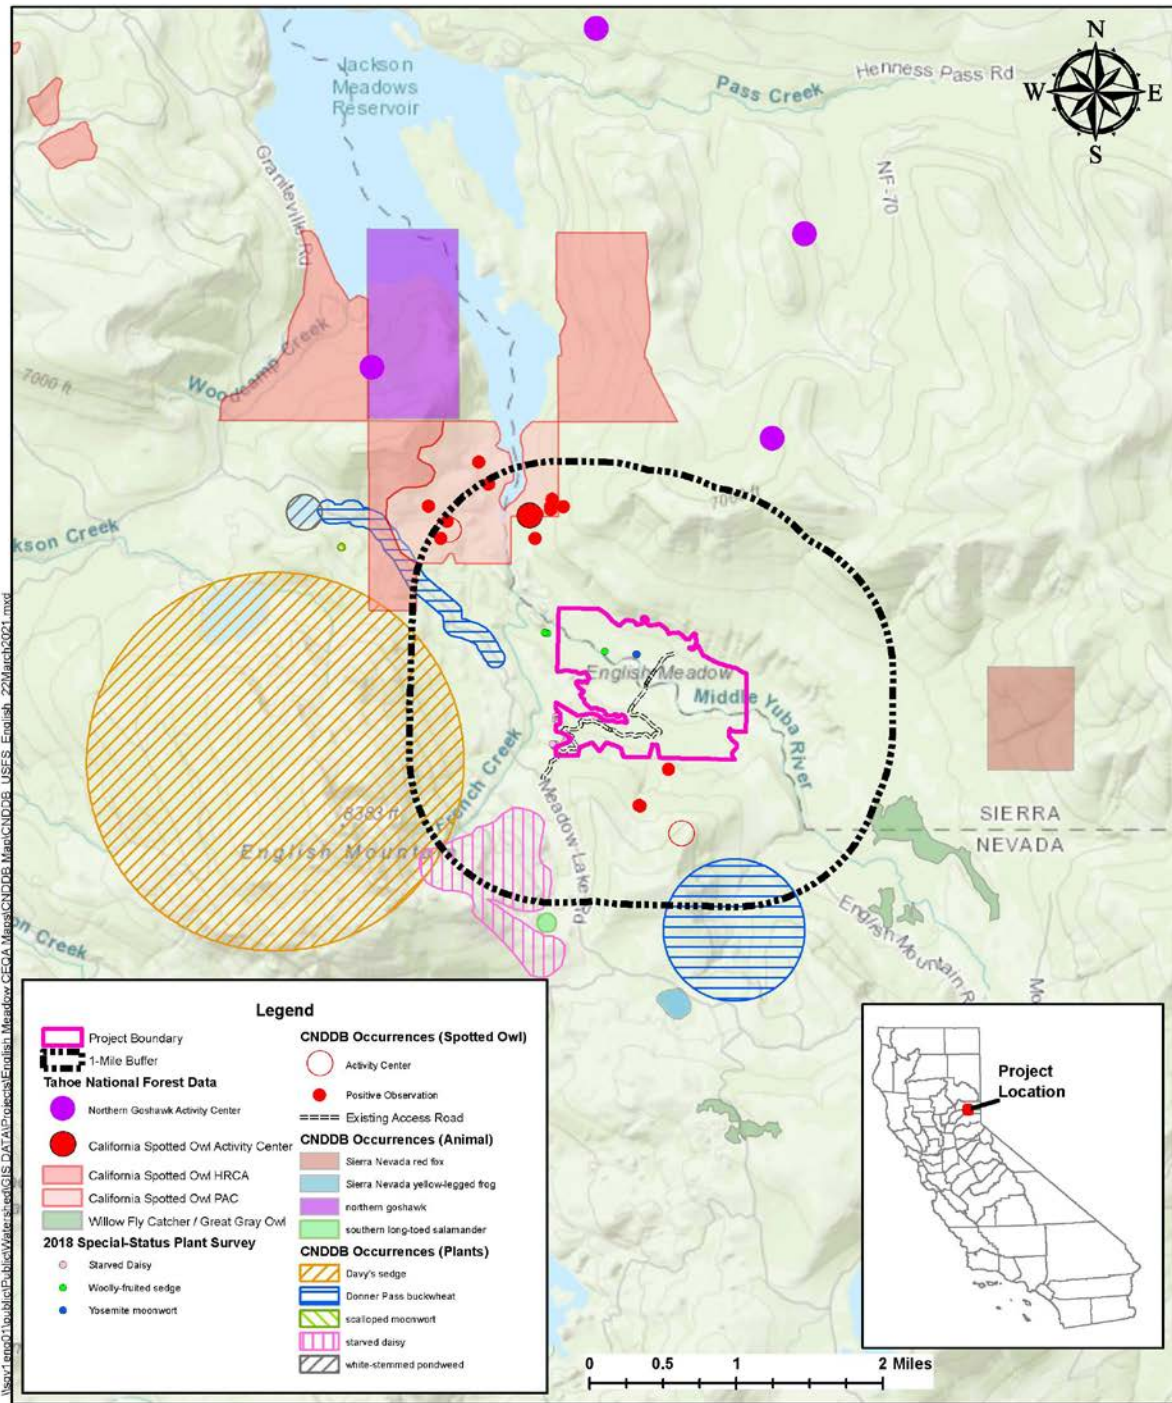 Jackson
Meadows
Reservoir
Pass Creek
Henness Pass Rd
N
W
E
S
Graniteville Rd
NF-70
Woodcamp Creek
7000 ft
7000 ft
kson Creek
English Meadow
Middle Yuba River
French Creek
Meadow Lake Rd
8383 ft
English Mountain
SIERRA
NEVADA
English Mountain R
Mo
on Creek
Legend
Project Boundary
1-Mile Buffer
Tahoe National Forest Data
Northern Goshawk Activity Center
California Spotted Owl Activity Center
California Spotted Owl HRCA
California Spotted Owl PAC
Willow Fly Catcher / Great Gray Owl
2018 Special-Status Plant Survey
Starved Daisy
Woolly-fruited sedge
Yosemite moonwort
CNDDB Occurrences (Spotted Owl)
Activity Center
Positive Observation
Existing Access Road
CNDDB Occurrences (Animal)
Sierra Nevada red fox
Sierra Nevada yellow-legged frog
northern goshawk
southern long-toed salamander
CNDDB Occurrences (Plants)
Davy's sedge
Donner Pass buckwheat
scalloped moonwort
starved daisy
white-stemmed pondweed
Project
Location
0 0.5 1 2 Miles